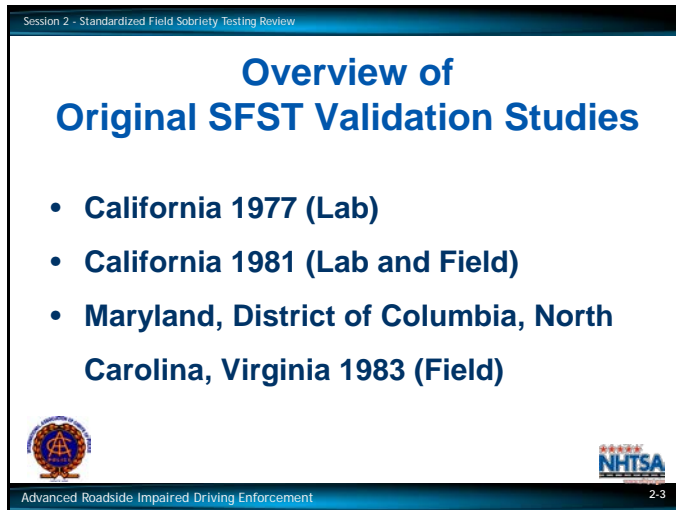 Session 2 - Standardized Field Sobriety Testing Review
Overview of
Original SFST Validation Studies
• California 1977 (Lab)
• California 1981 (Lab and Field)
• Maryland, District of Columbia, North
Carolina, Virginia 1983 (Field)
NHTSA
Advanced Roadside Impaired Driving Enforcement
2-3